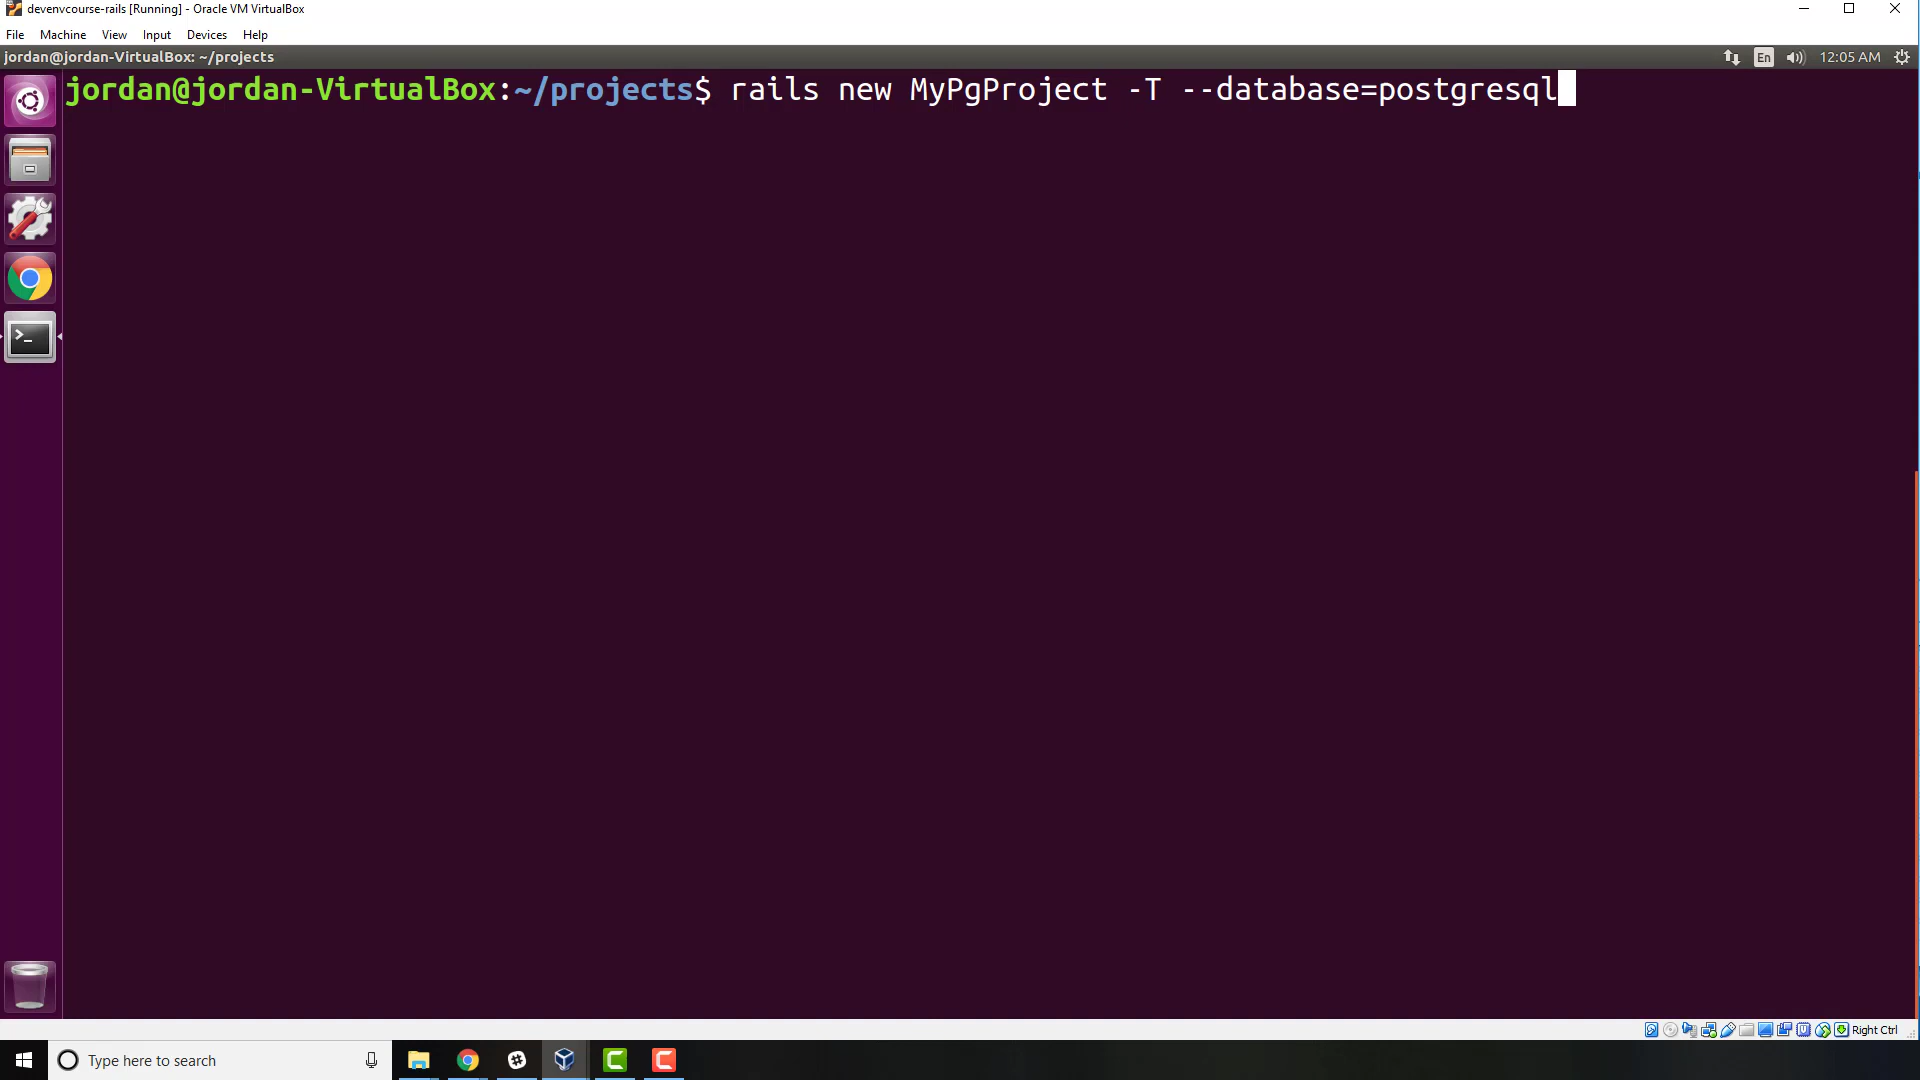 devenvcourse-rails [Running] - Oracle VM VirtualBox
File Machine View Input Devices Help
jordan@jordan-VirtualBox: ~/projects En 12:05 AM
jordan@jordan-VirtualBox:~/projects$ rails new MyPgProject -T --database=postgresql
>_
Right Ctrl
Type here to search